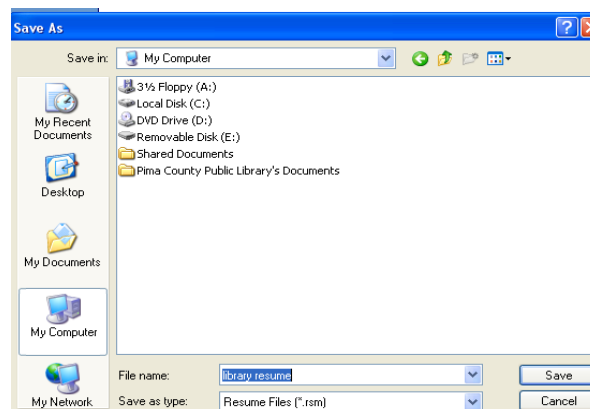 Save As
Save in:
My Computer
3½ Floppy (A:)
Local Disk (C:)
DVD Drive (D:)
Removable Disk (E:)
Shared Documents
Pima County Public Library's Documents
My Recent
Documents
Desktop
My Documents
My Computer
My Network
File name:
library resume
Save
Save as type:
Resume Files (*.rsm)
Cancel